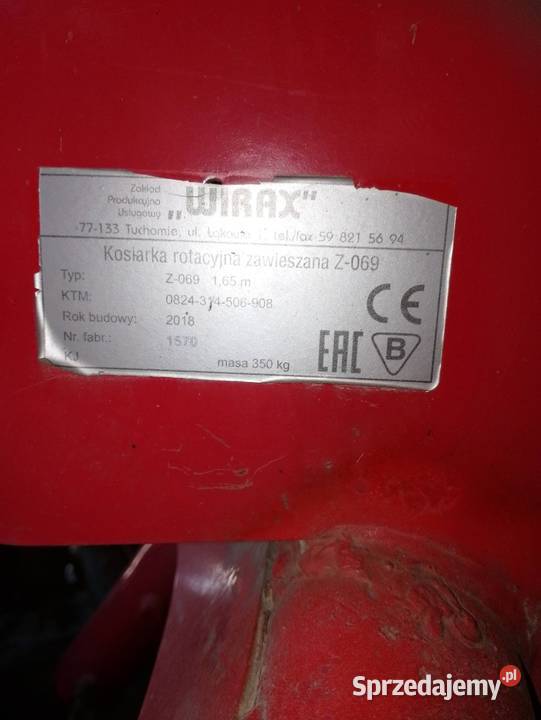 Zakład
Produkcyjno
Usługowy „WIRAX"
77-133 Tuchomie, ul. Łąkowa tel./fax 59 821 56 94
Kosiarka rotacyjna zawieszana Z-069
Typ: Z-069 1,65 m
KTM: 0824-314-506-908
Rok budowy: 2018
Nr. fabr.: 1570
KJ masa 350 kg
CE
EAC B
Sprzedajemy.pl